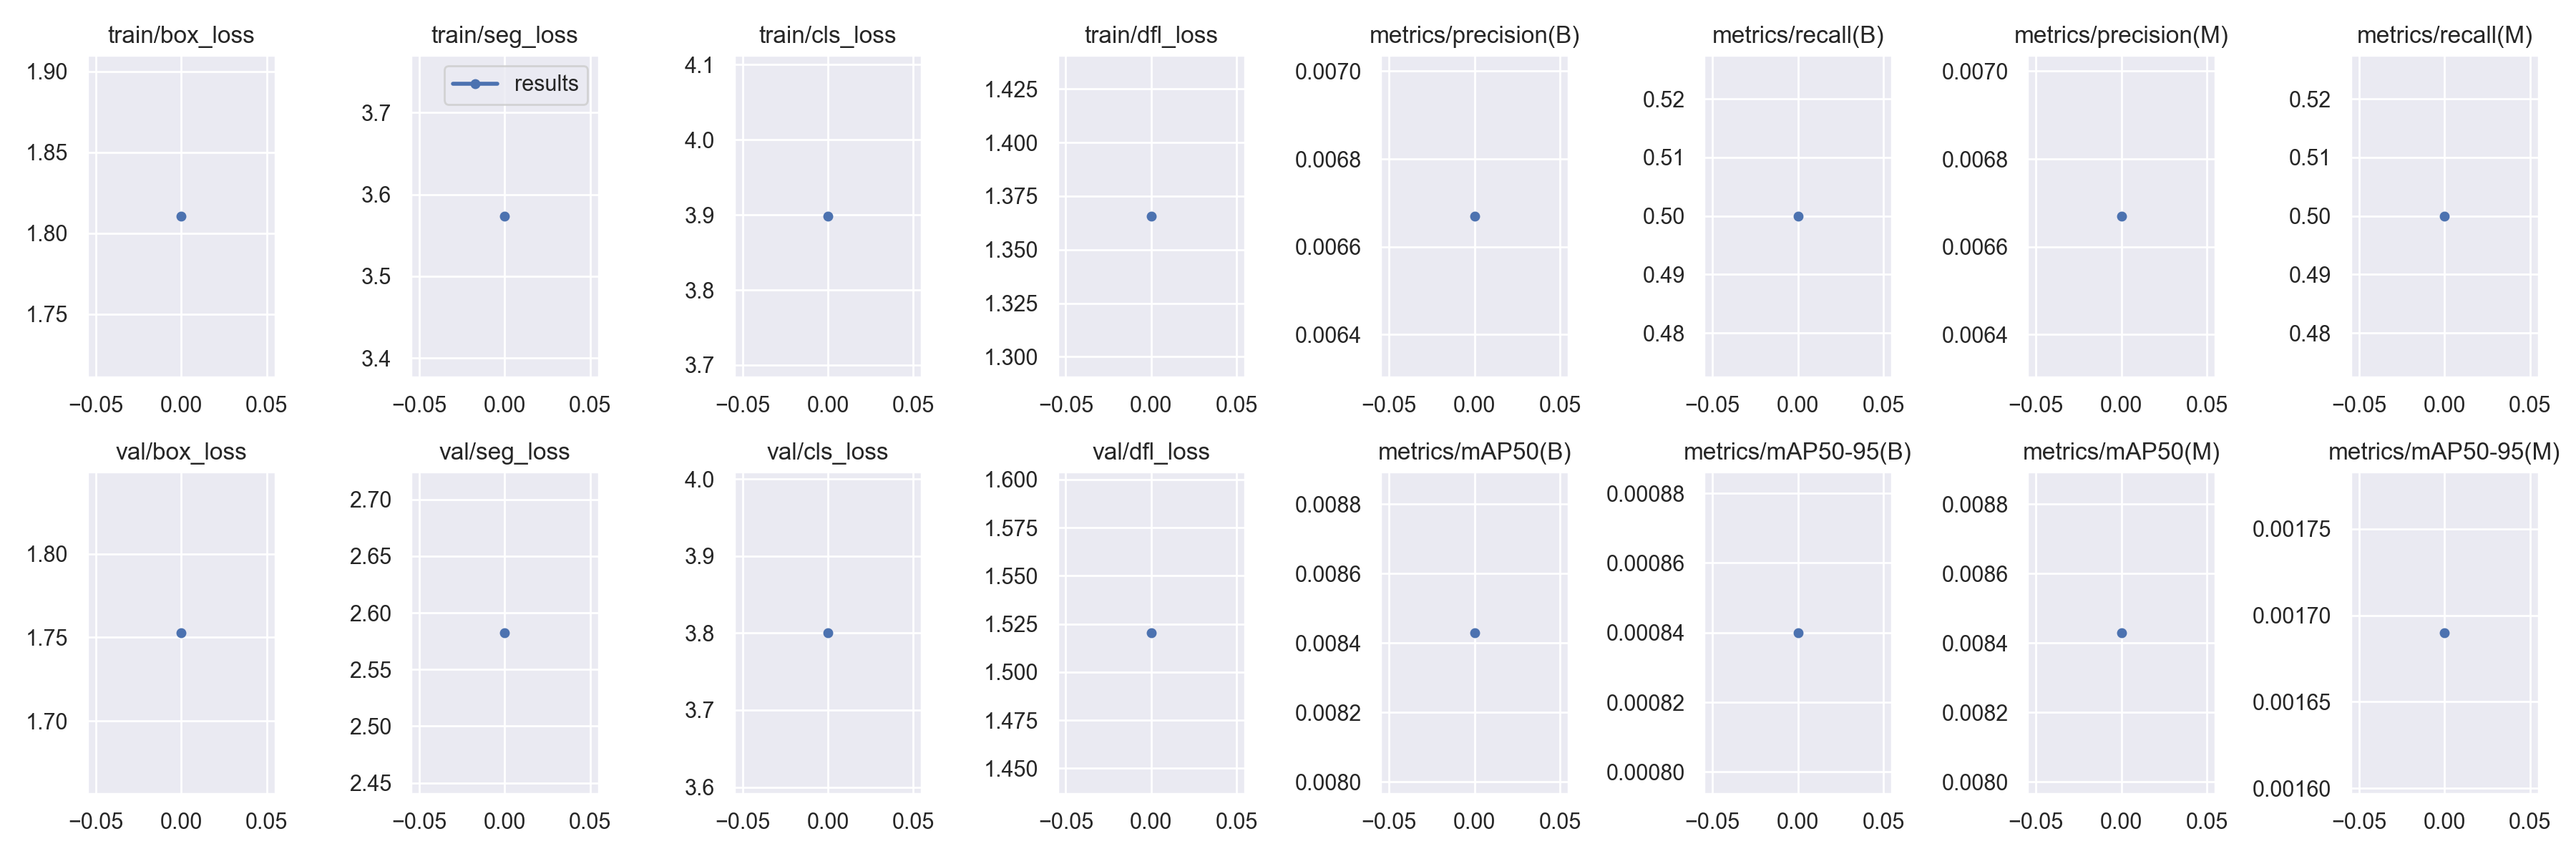 train/box_loss
1.90
1.85
1.80
1.75
−0.05 0.00 0.05
train/seg_loss
results
3.7
3.6
3.5
3.4
−0.05 0.00 0.05
train/cls_loss
4.1
4.0
3.9
3.8
3.7
−0.05 0.00 0.05
train/dfl_loss
1.425
1.400
1.375
1.350
1.325
1.300
−0.05 0.00 0.05
metrics/precision(B)
0.0070
0.0068
0.0066
0.0064
−0.05 0.00 0.05
metrics/recall(B)
0.52
0.51
0.50
0.49
0.48
−0.05 0.00 0.05
metrics/precision(M)
0.0070
0.0068
0.0066
0.0064
−0.05 0.00 0.05
metrics/recall(M)
0.52
0.51
0.50
0.49
0.48
−0.05 0.00 0.05
val/box_loss
1.80
1.75
1.70
−0.05 0.00 0.05
val/seg_loss
2.70
2.65
2.60
2.55
2.50
2.45
−0.05 0.00 0.05
val/cls_loss
4.0
3.9
3.8
3.7
3.6
−0.05 0.00 0.05
val/dfl_loss
1.600
1.575
1.550
1.525
1.500
1.475
1.450
−0.05 0.00 0.05
metrics/mAP50(B)
0.0088
0.0086
0.0084
0.0082
0.0080
−0.05 0.00 0.05
metrics/mAP50-95(B)
0.00088
0.00086
0.00084
0.00082
0.00080
−0.05 0.00 0.05
metrics/mAP50(M)
0.0088
0.0086
0.0084
0.0082
0.0080
−0.05 0.00 0.05
metrics/mAP50-95(M)
0.00175
0.00170
0.00165
0.00160
−0.05 0.00 0.05